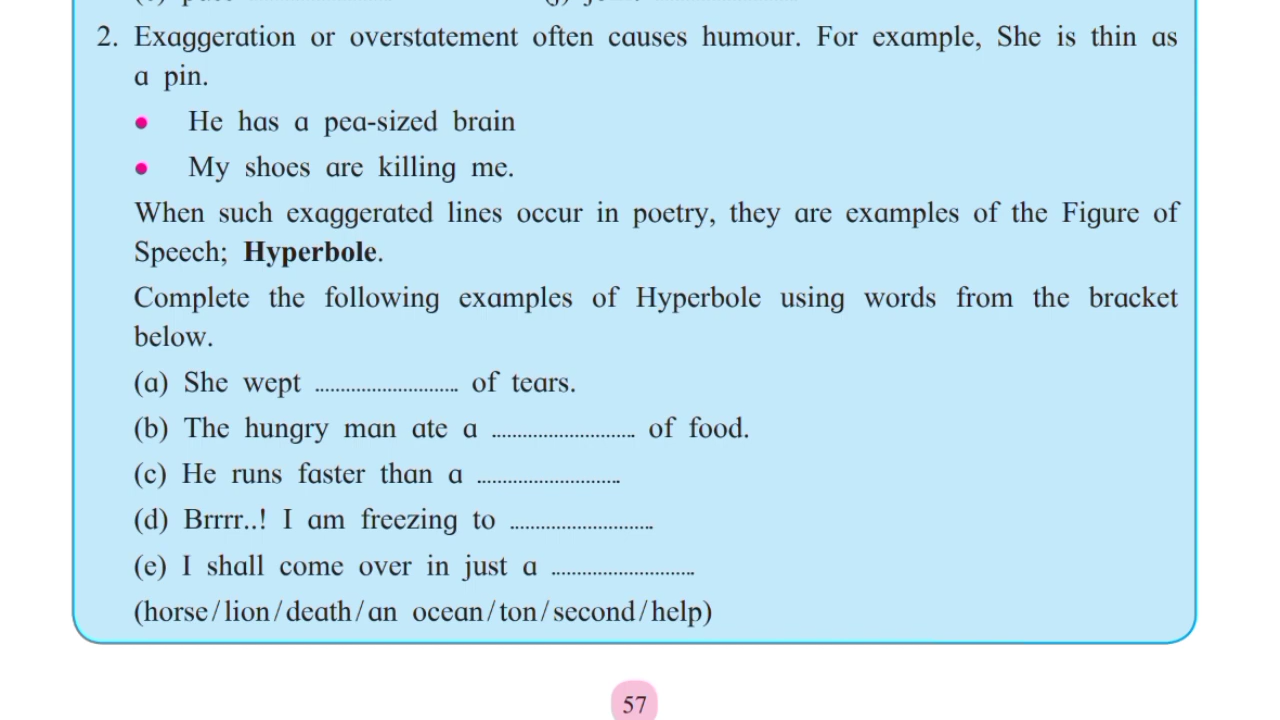 2. Exaggeration or overstatement often causes humour. For example, She is thin as
a pin.
• He has a pea-sized brain
• My shoes are killing me.
When such exaggerated lines occur in poetry, they are examples of the Figure of
Speech; Hyperbole.
Complete the following examples of Hyperbole using words from the bracket
below.
(a) She wept ............................ of tears.
(b) The hungry man ate a ............................ of food.
(c) He runs faster than a ............................
(d) Brrrr..! I am freezing to ............................
(e) I shall come over in just a ............................
(horse/lion/death/an ocean/ton/second/help)
57